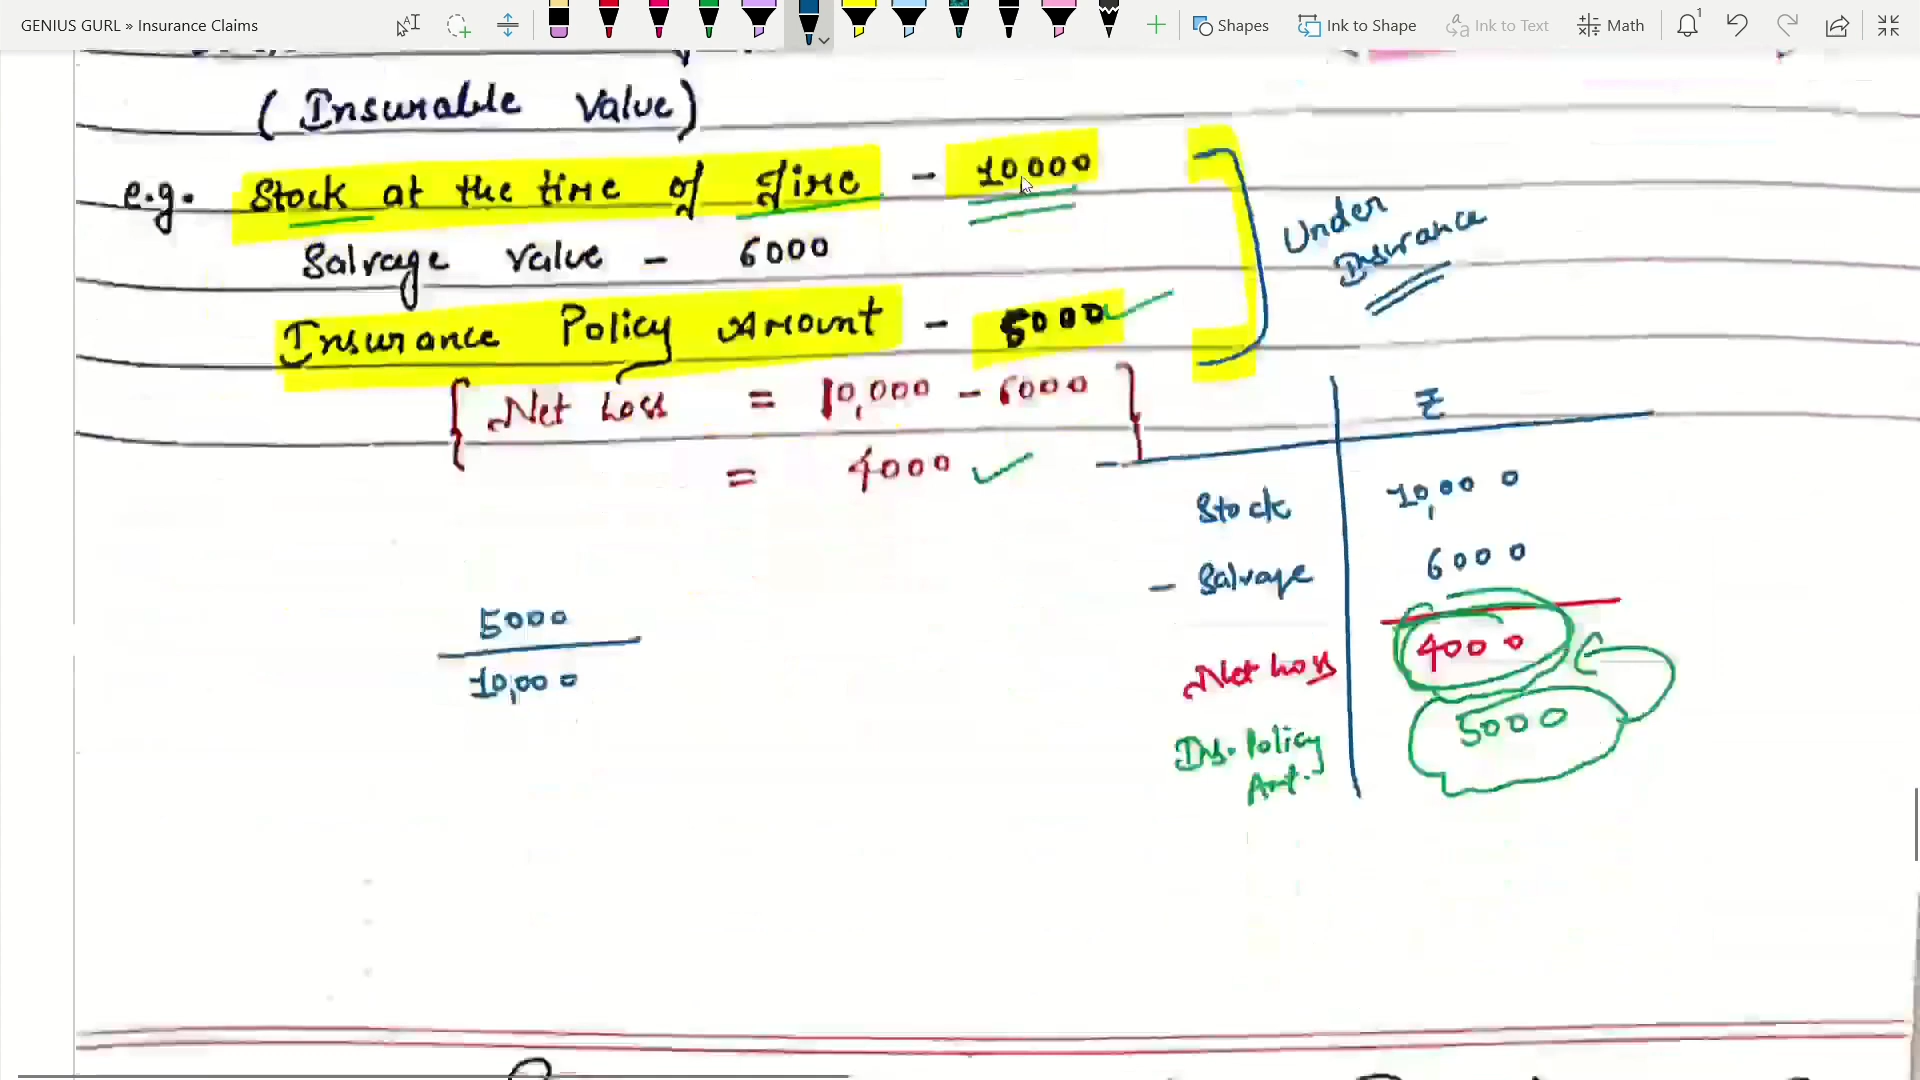 GENIUS GURL » Insurance Claims
Shapes
Ink to Shape
Ink to Text
Math
1
(Insurable Value)
e.g. Stock at the time of fire - 10000
Salvage Value - 6000
Insurance Policy Amount - 5000
Under Insurance
Net Loss = 10,000 - 6000
= 4000
₹
Stock 10,000
- Salvage 6000
Net Loss 4000
Ins. Policy Amt. 5000
5000
10,000